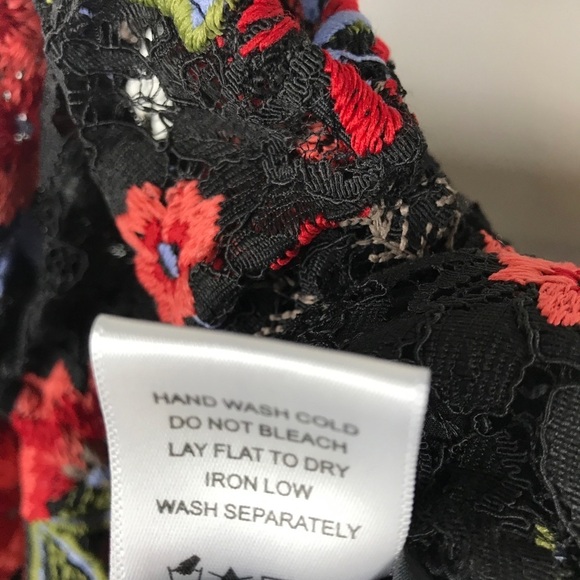 HAND WASH COLD
DO NOT BLEACH
LAY FLAT TO DRY
IRON LOW
WASH SEPARATELY